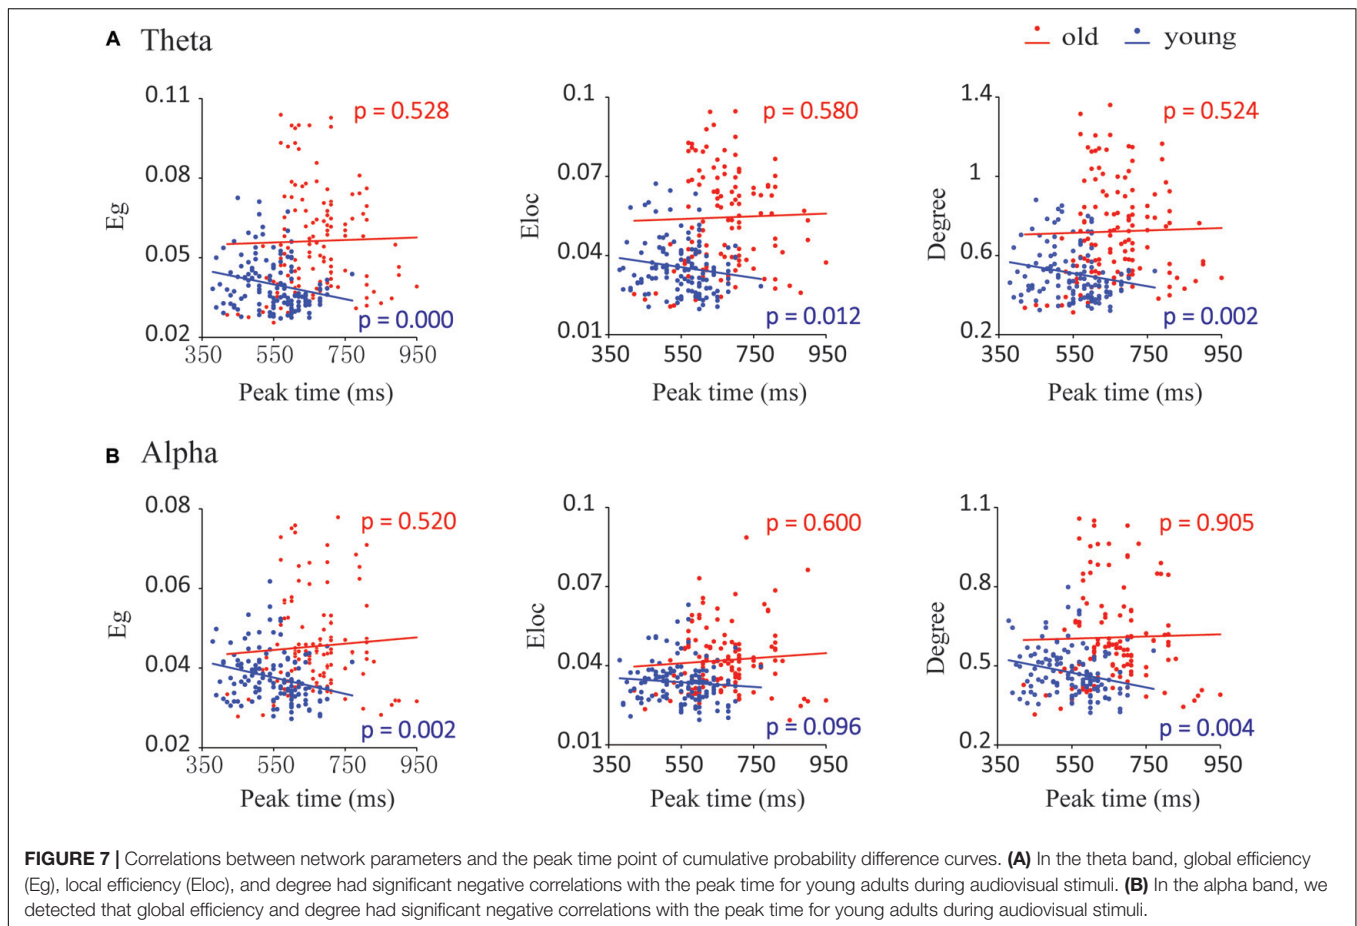 A Theta
old young
0.11
0.08
0.05
0.02
Eg
p = 0.528
p = 0.000
350 550 750 950
Peak time (ms)
0.1
0.07
0.04
0.01
Eloc
p = 0.580
p = 0.012
350 550 750 950
Peak time (ms)
1.4
1
0.6
0.2
Degree
p = 0.524
p = 0.002
350 550 750 950
Peak time (ms)
B Alpha
0.08
0.06
0.04
0.02
Eg
p = 0.520
p = 0.002
350 550 750 950
Peak time (ms)
0.1
0.07
0.04
0.01
Eloc
p = 0.600
p = 0.096
350 550 750 950
Peak time (ms)
1.1
0.8
0.5
0.2
Degree
p = 0.905
p = 0.004
350 550 750 950
Peak time (ms)
FIGURE 7 | Correlations between network parameters and the peak time point of cumulative probability difference curves. (A) In the theta band, global efficiency
(Eg), local efficiency (Eloc), and degree had significant negative correlations with the peak time for young adults during audiovisual stimuli. (B) In the alpha band, we
detected that global efficiency and degree had significant negative correlations with the peak time for young adults during audiovisual stimuli.